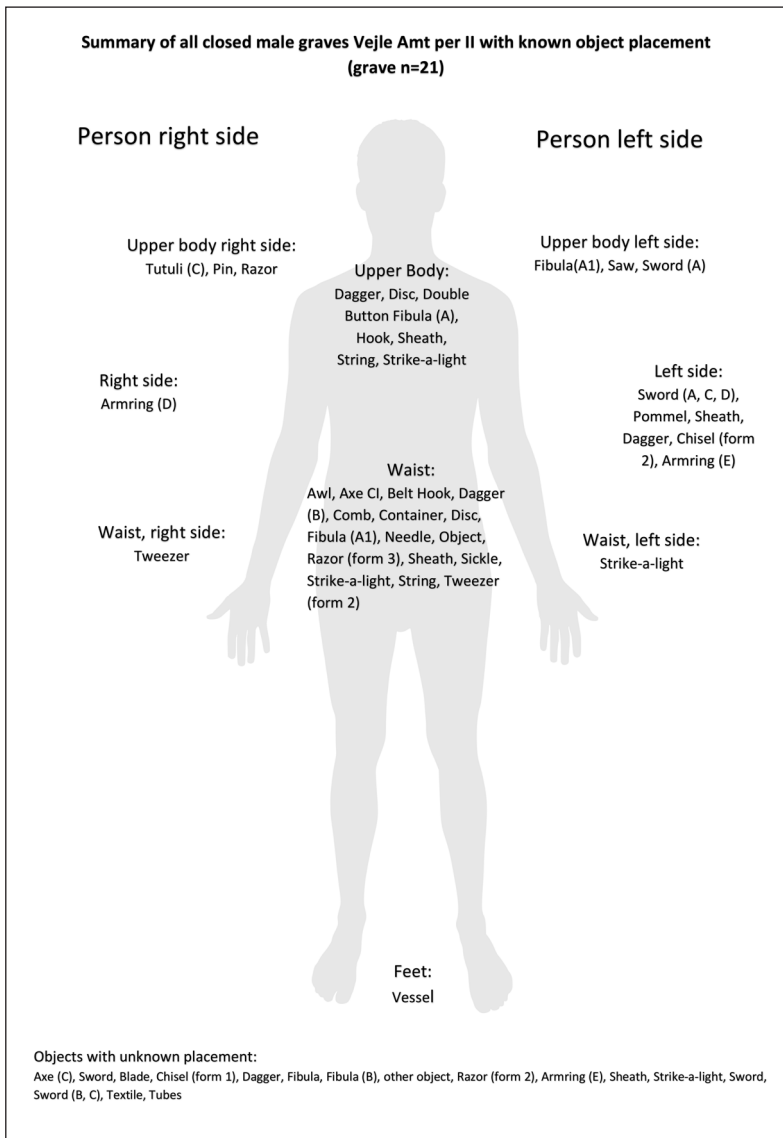 Summary of all closed male graves Vejle Amt per II with known object placement
(grave n=21)
Person right side
Person left side
Upper body right side:
Tutuli (C), Pin, Razor
Upper Body:
Dagger, Disc, Double
Button Fibula (A),
Hook, Sheath,
String, Strike-a-light
Upper body left side:
Fibula(A1), Saw, Sword (A)
Right side:
Armring (D)
Left side:
Sword (A, C, D),
Pommel, Sheath,
Dagger, Chisel (form
2), Armring (E)
Waist, right side:
Tweezer
Waist:
Awl, Axe CI, Belt Hook, Dagger
(B), Comb, Container, Disc,
Fibula (A1), Needle, Object,
Razor (form 3), Sheath, Sickle,
Strike-a-light, String, Tweezer
(form 2)
Waist, left side:
Strike-a-light
Feet:
Vessel
Objects with unknown placement:
Axe (C), Sword, Blade, Chisel (form 1), Dagger, Fibula, Fibula (B), other object, Razor (form 2), Armring (E), Sheath, Strike-a-light, Sword,
Sword (B, C), Textile, Tubes